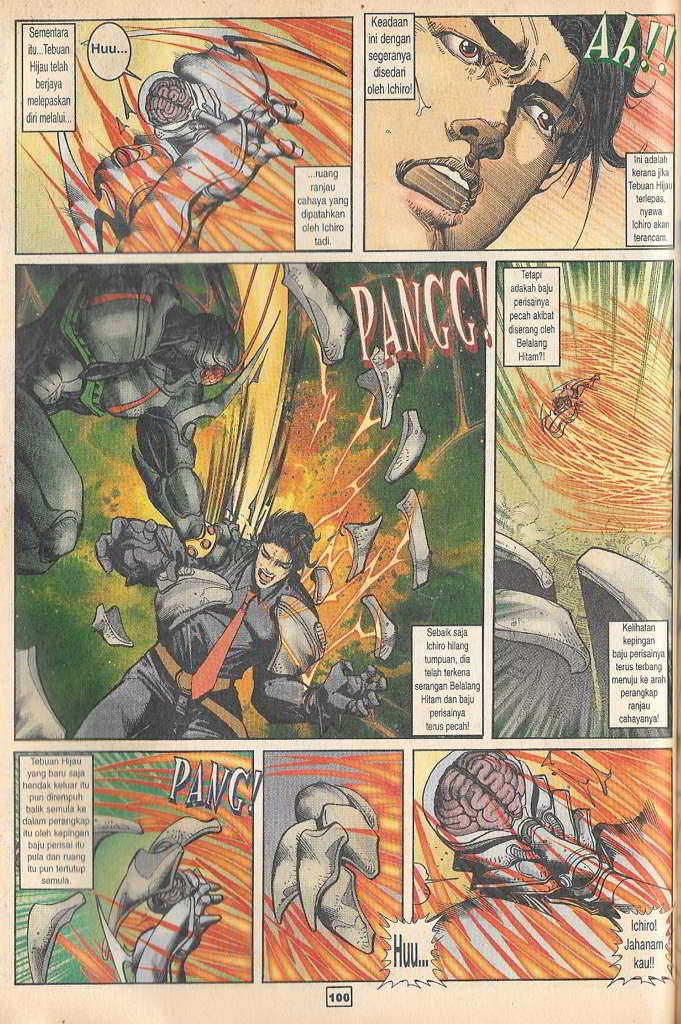 Sementara
itu...Tebuan
Hijau telah
berjaya
melepaskan
diri melalui...
Huu...
...ruang
ranjau
cahaya yang
dipatahkan
oleh Ichiro
tadi.
Keadaan
ini dengan
segeranya
disedari
oleh Ichiro!
Ah!!
Ini adalah
kerana jika
Tebuan Hijau
terlepas,
nyawa
Ichiro akan
terancam.
PANGG!
Sebaik saja
Ichiro hilang
tumpuan, dia
telah terkena
serangan Belalang
Hitam dan baju
perisainya
terus pecah!
Tetapi
adakah baju
perisainya
pecah akibat
diserang oleh
Belalang
Hitam?!
Kelihatan
kepingan
baju perisainya
terus terbang
menuju ke arah
perangkap
ranjau
cahayanya!
Tebuan Hijau
yang baru saja
hendak keluar itu
pun dirempuh
balik semula ke
dalam perangkap
itu oleh kepingan
baju perisai itu
pula dan ruang
itu pun tertutup
semula.
PANG!
Huu...
Ichiro!
Jahanam
kau!!
100